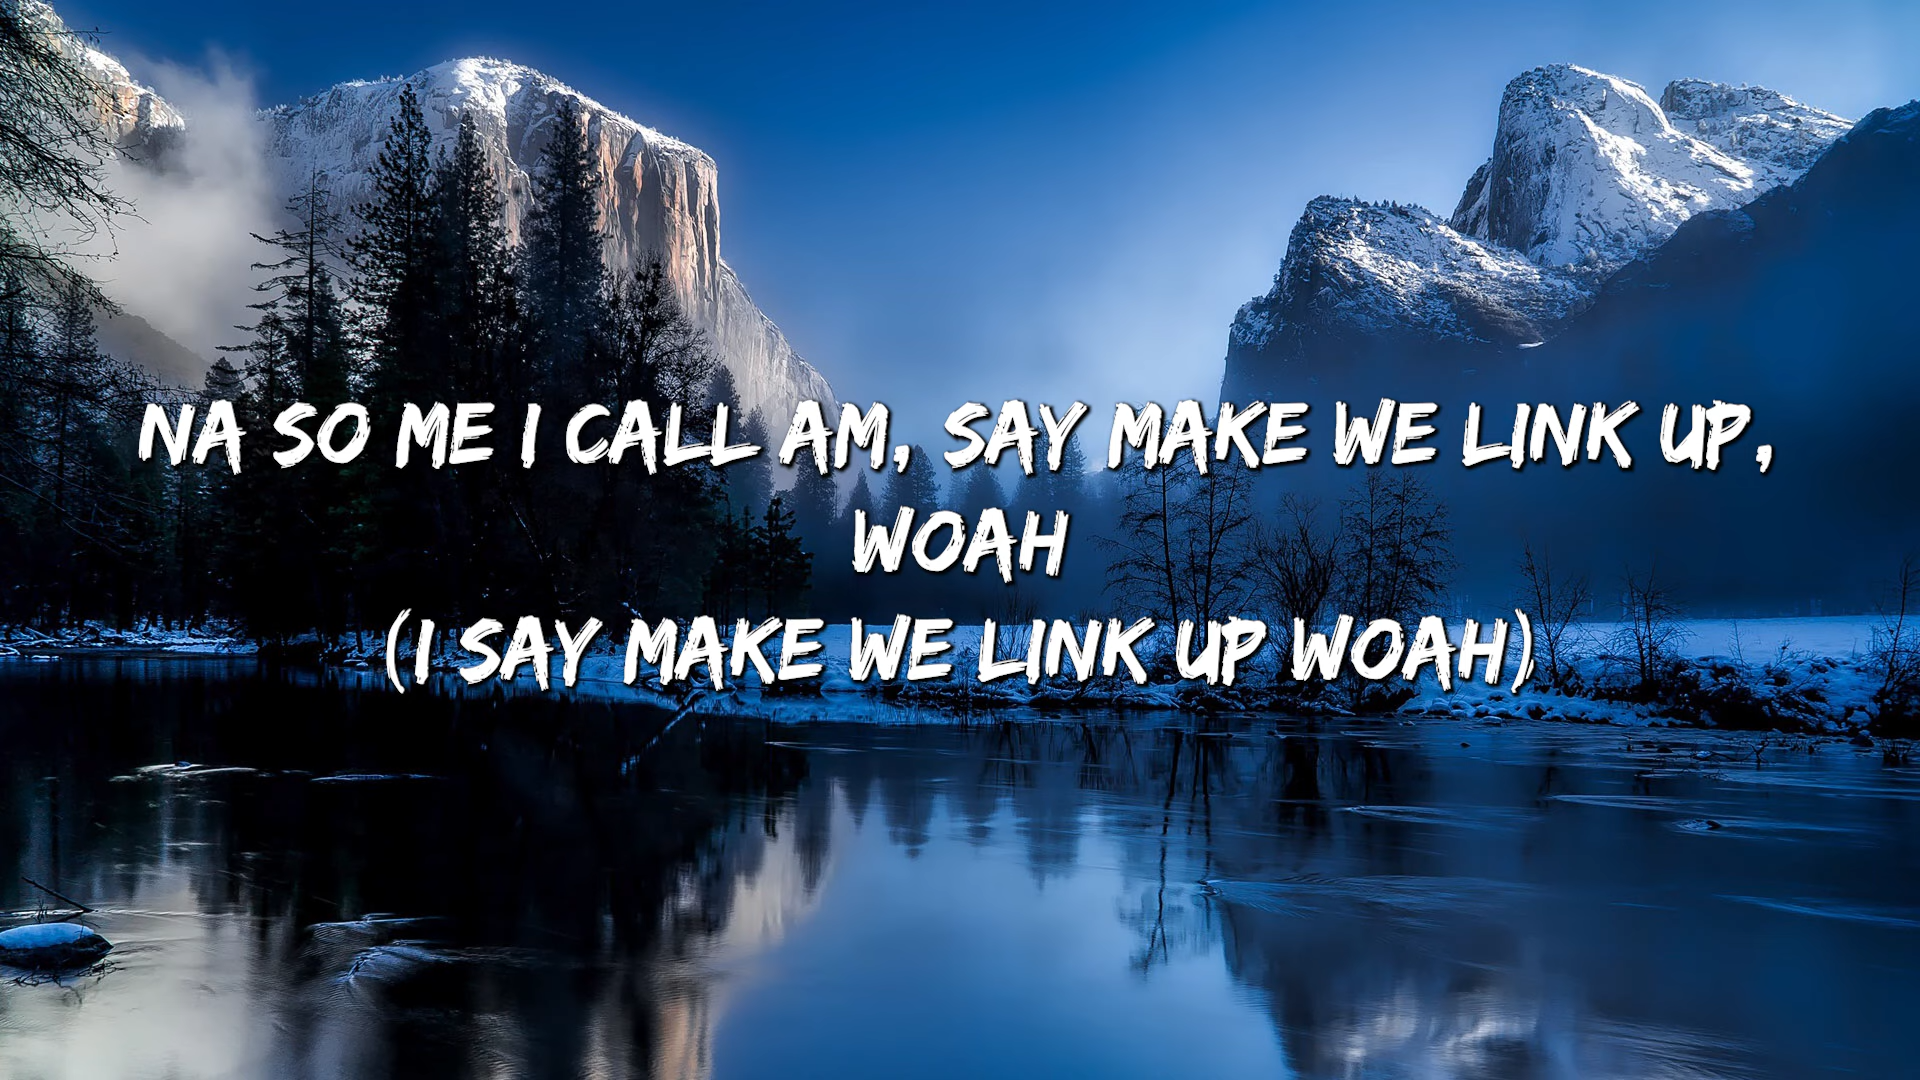 NA SO ME I CALL AM, SAY MAKE WE LINK UP,
WOAH
(I SAY MAKE WE LINK UP WOAH)